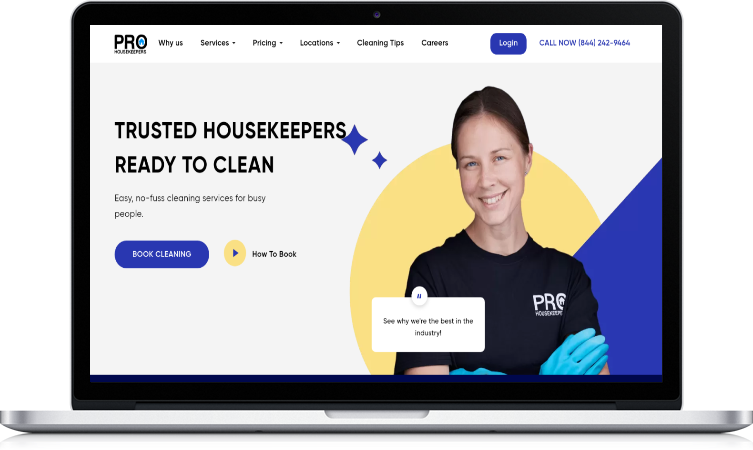 PRO
HOUSEKEEPERS
Why us
Services
Pricing
Locations
Cleaning Tips
Careers
Login
CALL NOW (844) 242-9464
TRUSTED HOUSEKEEPERS
READY TO CLEAN
Easy, no-fuss cleaning services for busy
people.
BOOK CLEANING
How To Book
“
See why we're the best in the
industry!
PRO
HOUSEKEEPERS